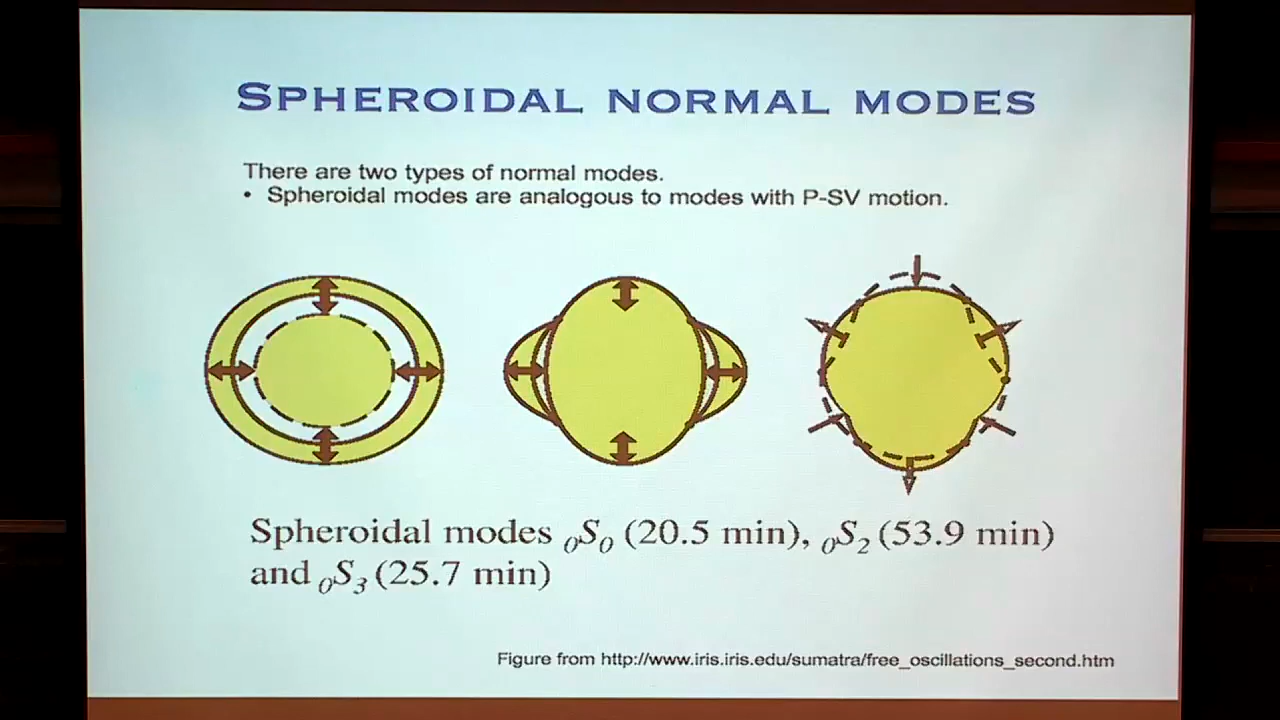 SPHEROIDAL NORMAL MODES
There are two types of normal modes.
• Spheroidal modes are analogous to modes with P-SV motion.
Spheroidal modes ₀S₀ (20.5 min), ₀S₂ (53.9 min)
and ₀S₃ (25.7 min)
Figure from http://www.iris.iris.edu/sumatra/free_oscillations_second.htm